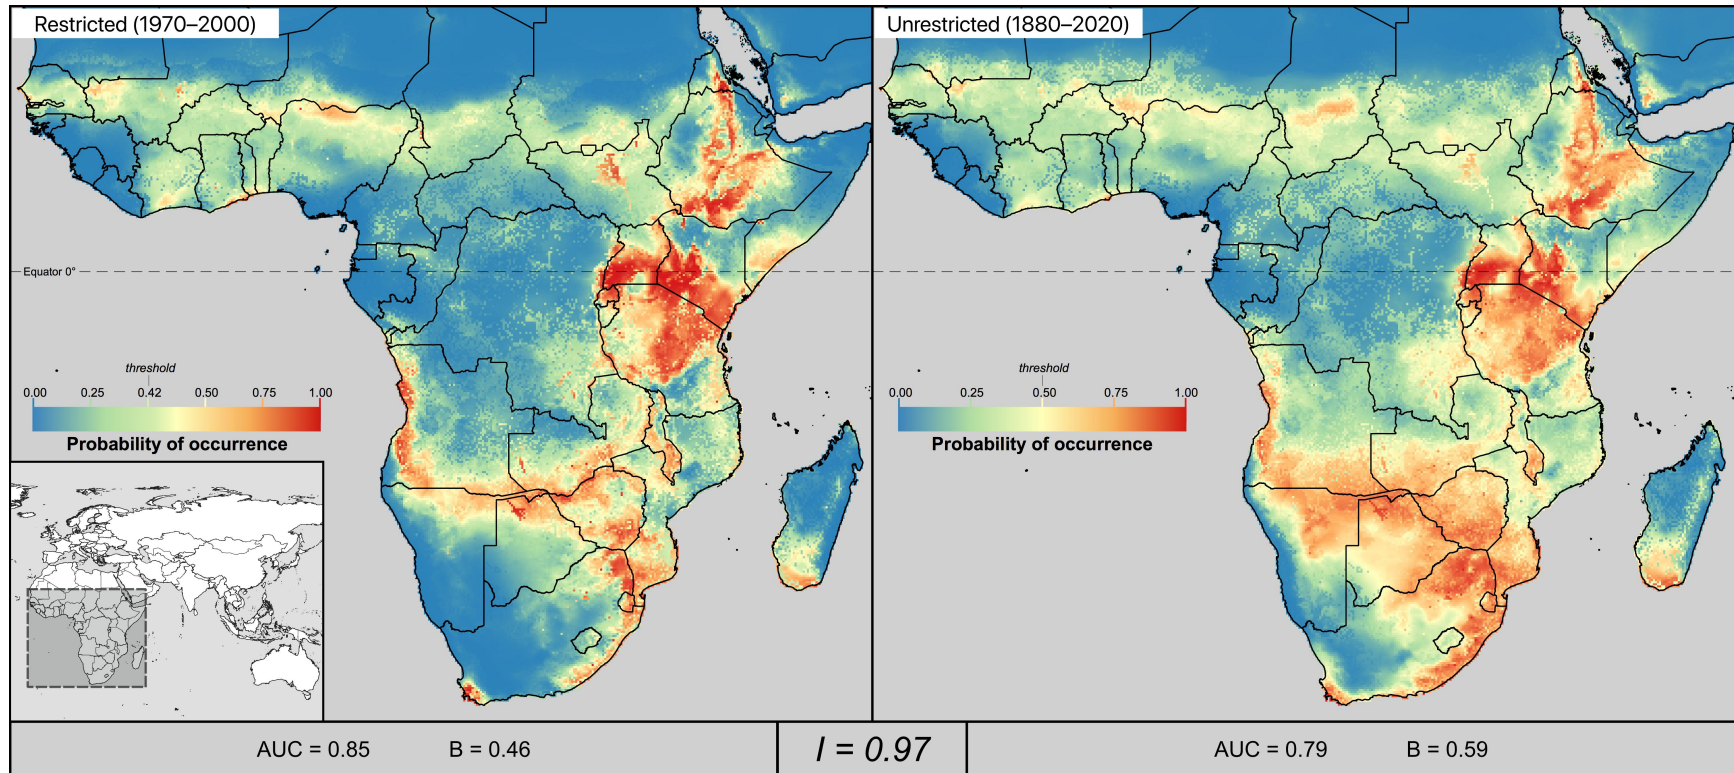 Restricted (1970–2000)
Unrestricted (1880–2020)
Equator 0°
threshold
0.00 0.25 0.42 0.50 0.75 1.00
Probability of occurrence
threshold
0.00 0.25 0.50 0.75 1.00
Probability of occurrence
AUC = 0.85 B = 0.46
I = 0.97
AUC = 0.79 B = 0.59